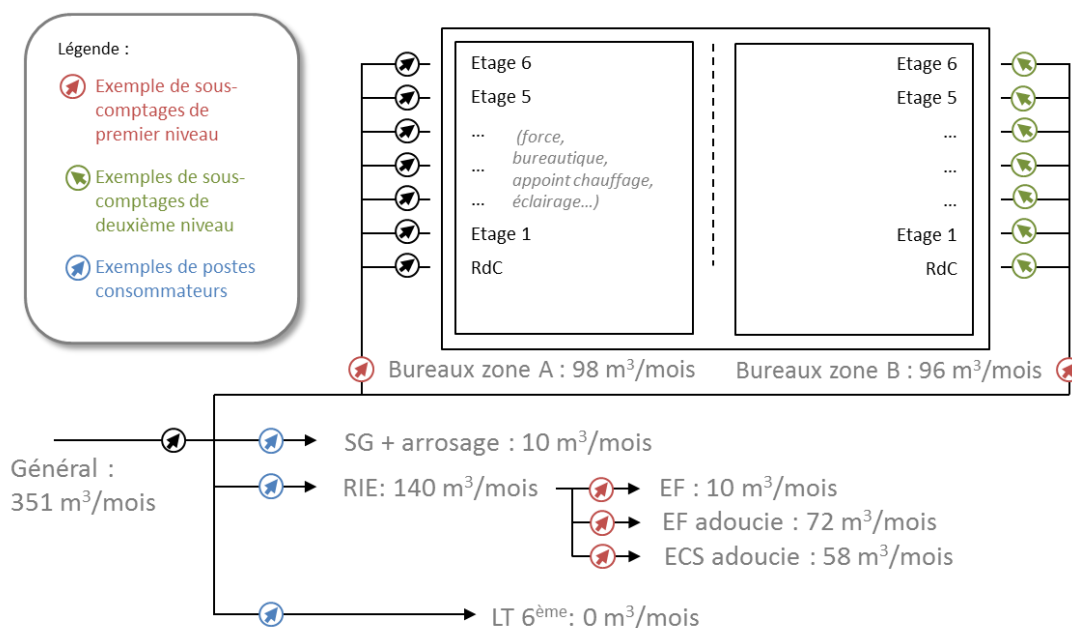 Légende :
Exemple de sous-
comptages de
premier niveau
Exemples de sous-
comptages de
deuxième niveau
Exemples de postes
consommateurs
Etage 6
Etage 5
...
...
...
(force,
bureautique,
appoint chauffage,
éclairage...)
Etage 1
RdC
Etage 6
Etage 5
...
...
...
Etage 1
RdC
Bureaux zone A : 98 m³/mois
Bureaux zone B : 96 m³/mois
Général :
351 m³/mois
SG + arrosage : 10 m³/mois
RIE: 140 m³/mois
EF : 10 m³/mois
EF adoucie : 72 m³/mois
ECS adoucie : 58 m³/mois
LT 6ème: 0 m³/mois